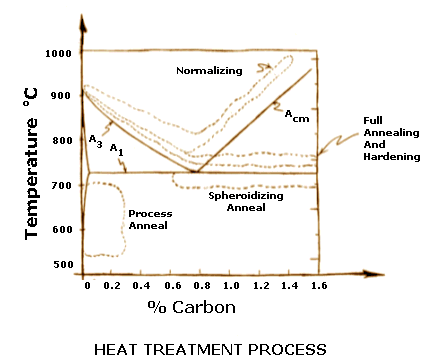 Temperature °C
1000
900
800
700
600
500
Normalizing
Acm
A3
A1
Full
Annealing
And
Hardening
Spheroidizing
Anneal
Process
Anneal
0 0.2 0.4 0.6 0.8 1.0 1.2 1.4 1.6
% Carbon
HEAT TREATMENT PROCESS